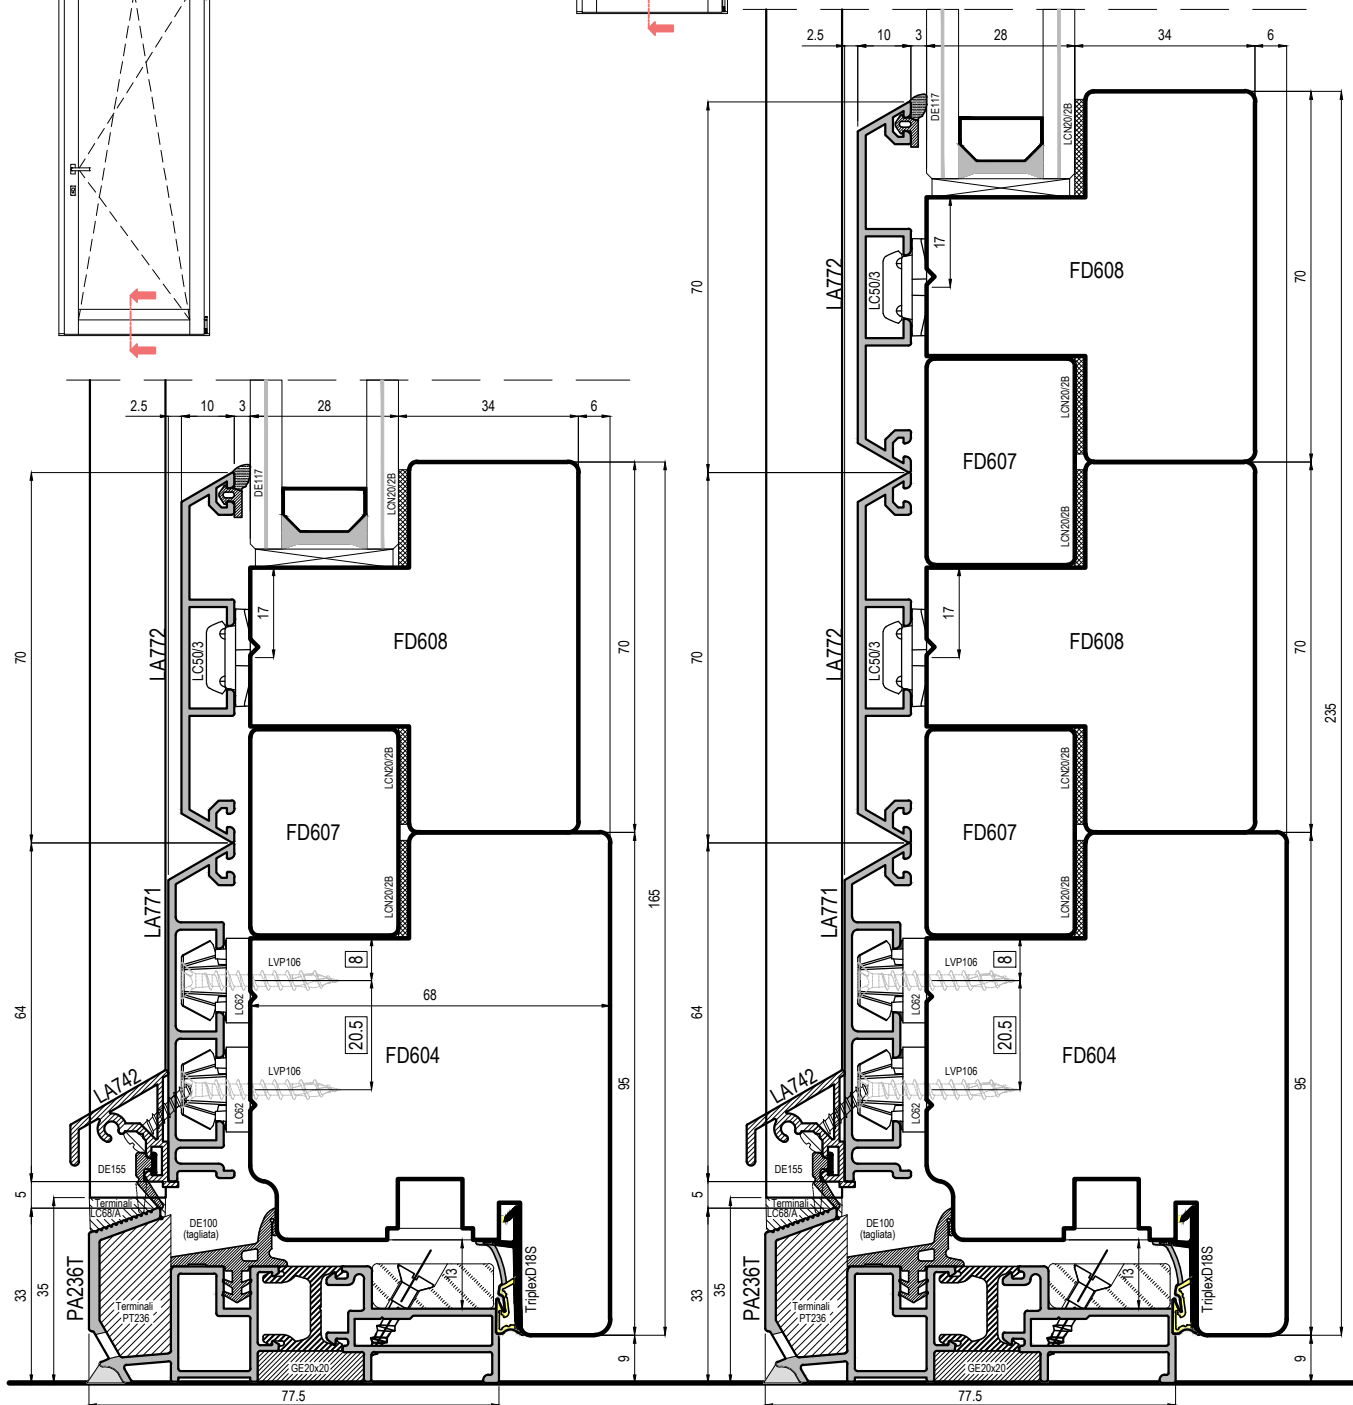 2.5 10 3 28 34 6
DE117
LCN20/2B
17
FD608
LA772
LC50/3
70
70
LCN20/2B
FD607
LCN20/2B
17
FD608
LA772
LC50/3
70
70
235
LCN20/2B
FD607
LCN20/2B
LA771
8
LVP106
LC62
20.5
FD604
LVP106
LC62
64
95
LA742
DE155
5
Terminali
LC68/A
DE100
(tagliata)
PA236T
33
35
Terminali
PT236
13
TriplexD18S
GE20x20
9
77.5
2.5 10 3 28 34 6
DE117
LCN20/2B
17
FD608
LA772
LC50/3
70
70
LCN20/2B
FD607
LCN20/2B
165
LA771
8
LVP106
LC62
68
20.5
FD604
LVP106
LC62
64
95
LA742
DE155
5
Terminali
LC68/A
DE100
(tagliata)
PA236T
33
35
Terminali
PT236
13
TriplexD18S
GE20x20
9
77.5